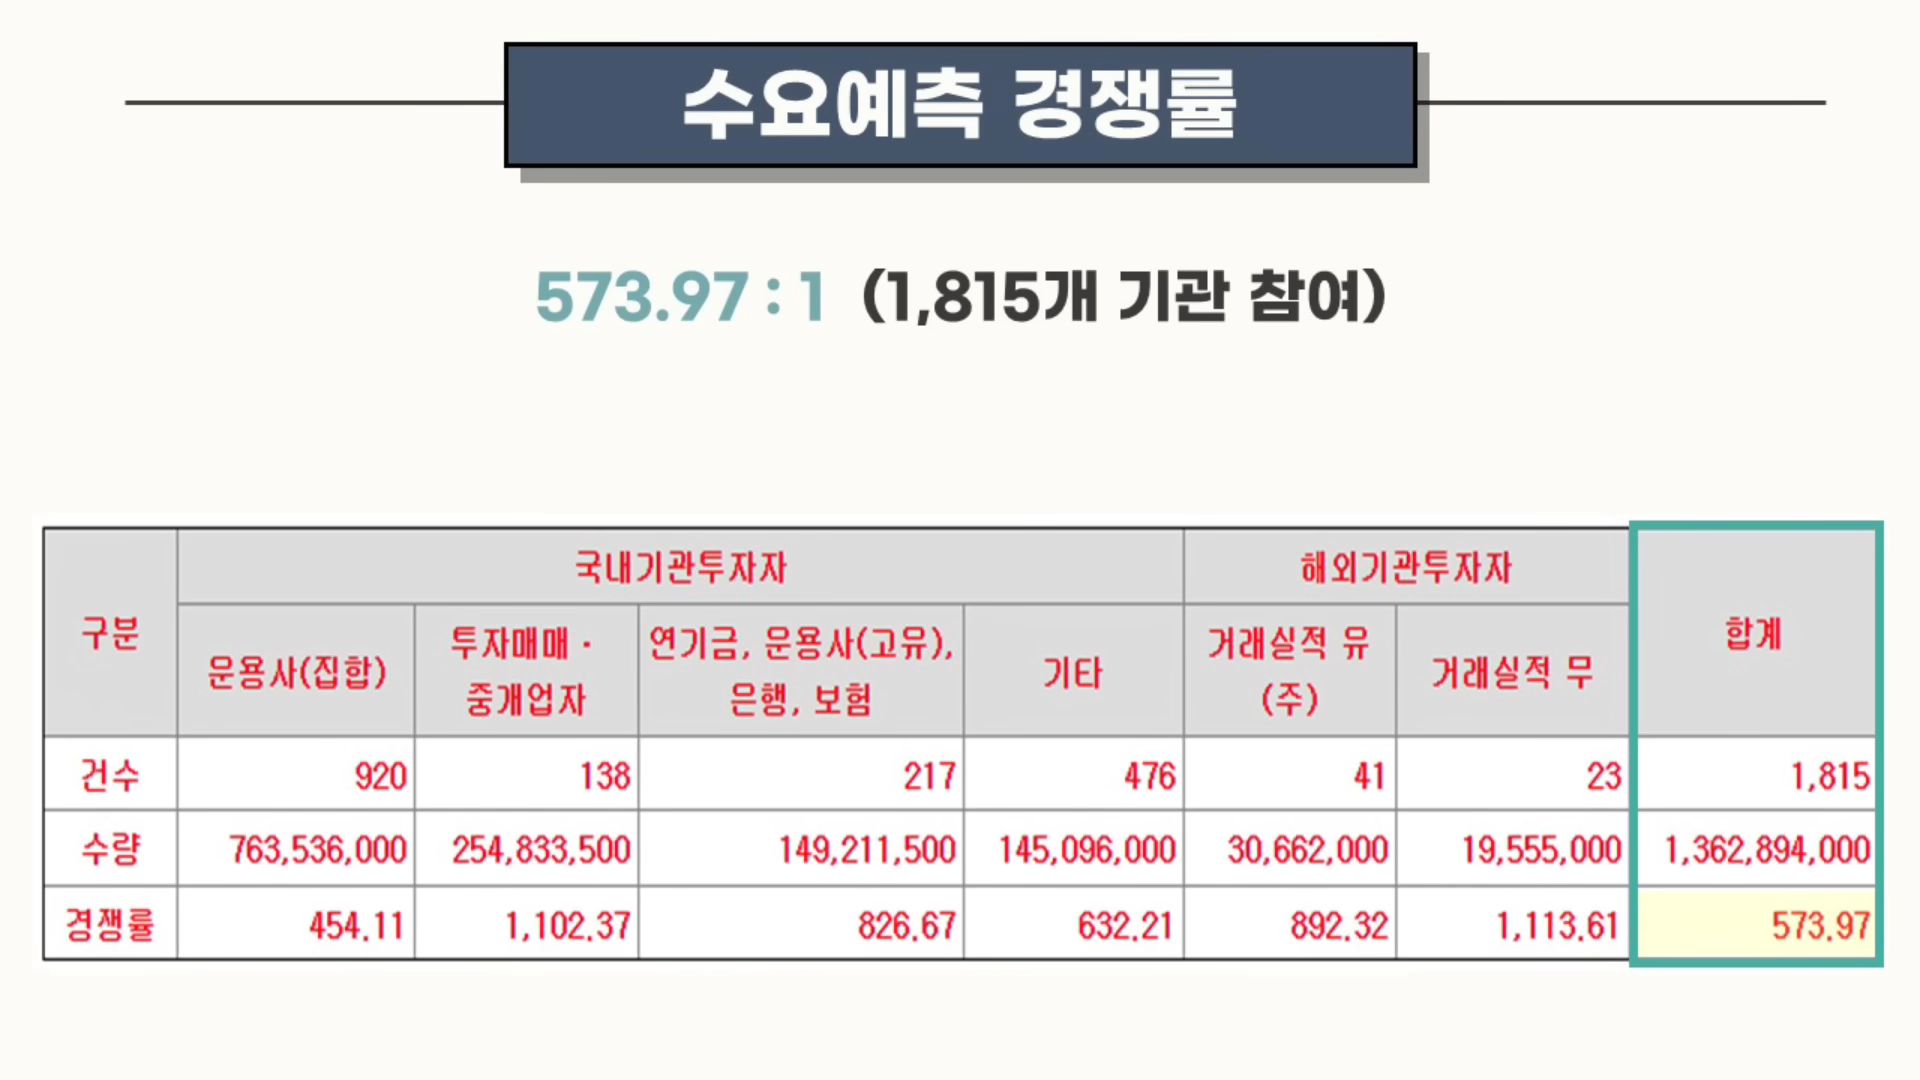 수요예측 경쟁률
573.97 : 1 (1,815개 기관 참여)
구분 국내기관투자자 해외기관투자자 합계
운용사(집합) 투자매매 · 중개업자 연기금, 운용사(고유), 은행, 보험 기타 거래실적 유 (주) 거래실적 무
건수 920 138 217 476 41 23 1,815
수량 763,536,000 254,833,500 149,211,500 145,096,000 30,662,000 19,555,000 1,362,894,000
경쟁률 454.11 1,102.37 826.67 632.21 892.32 1,113.61 573.97